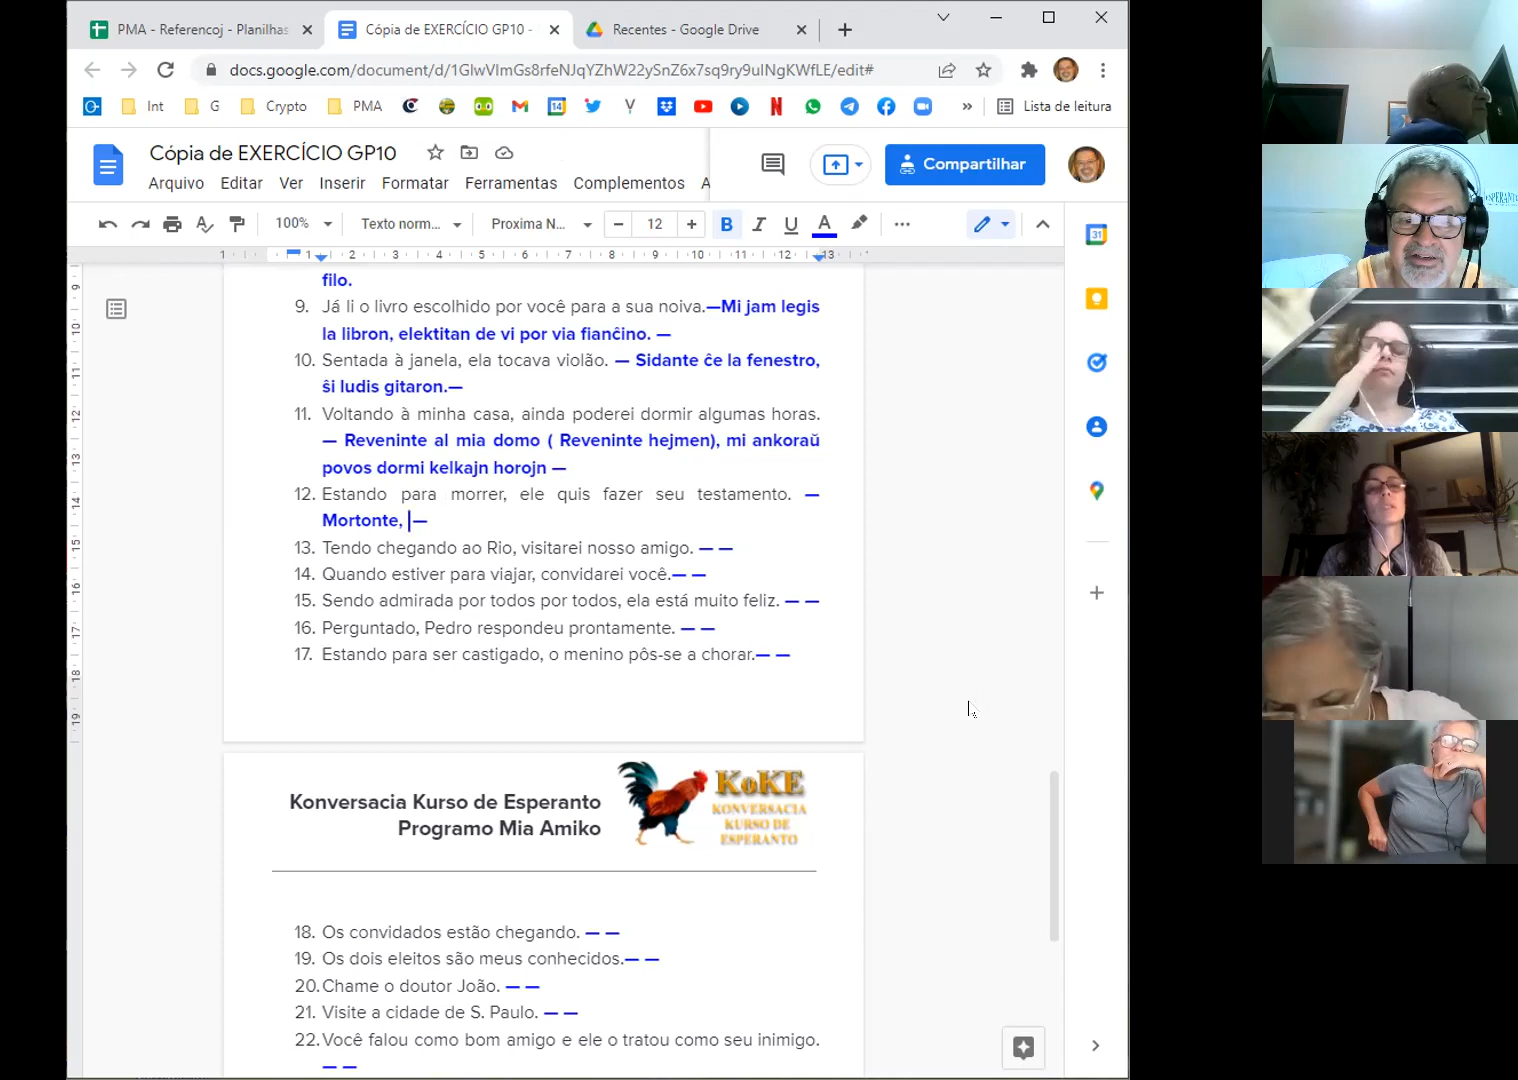 PMA - Referencoj - Planilhas
Cópia de EXERCÍCIO GP10 -
Recentes - Google Drive
docs.google.com/document/d/1GlwVImGs8rfeNJqYZhW22ySnZ6x7sq9ry9ulNgKWfLE/edit#
Int
G
Crypto
PMA
Lista de leitura
Cópia de EXERCÍCIO GP10
Compartilhar
Arquivo Editar Ver Inserir Formatar Ferramentas Complementos A
100% Texto norm... Proxima N... 12 B I U A
filo.
9. Já li o livro escolhido por você para a sua noiva.—Mi jam legis
la libron, elektitan de vi por via fianĉino. —
10. Sentada à janela, ela tocava violão. — Sidante ĉe la fenestro,
ŝi ludis gitaron.—
11. Voltando à minha casa, ainda poderei dormir algumas horas.
— Reveninte al mia domo ( Reveninte hejmen), mi ankoraŭ
povos dormi kelkajn horojn —
12. Estando para morrer, ele quis fazer seu testamento. —
Mortonte, —
13. Tendo chegando ao Rio, visitarei nosso amigo. — —
14. Quando estiver para viajar, convidarei você.— —
15. Sendo admirada por todos por todos, ela está muito feliz. — —
16. Perguntado, Pedro respondeu prontamente. — —
17. Estando para ser castigado, o menino pôs-se a chorar.— —
Konversacia Kurso de Esperanto
Programo Mia Amiko
KoKE
KONVERSACIA
KURSO DE
ESPERANTO
18. Os convidados estão chegando. — —
19. Os dois eleitos são meus conhecidos.— —
20. Chame o doutor João. — —
21. Visite a cidade de S. Paulo. — —
22. Você falou como bom amigo e ele o tratou como seu inimigo.
— —